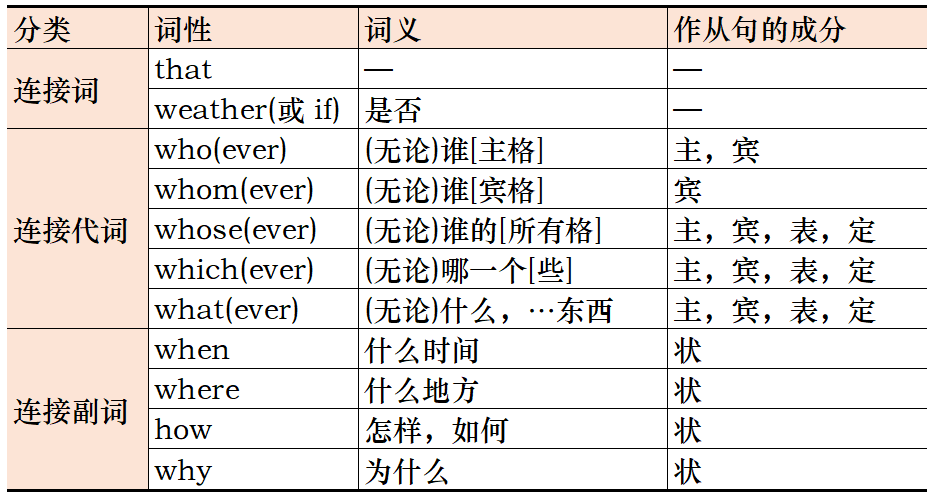 分类 词性 词义 作从句的成分
连接词 that — —
weather(或 if) 是否 —
连接代词 who(ever) (无论)谁[主格] 主，宾
whom(ever) (无论)谁[宾格] 宾
whose(ever) (无论)谁的[所有格] 主，宾，表，定
which(ever) (无论)哪一个[些] 主，宾，表，定
what(ever) (无论)什么，…东西 主，宾，表，定
连接副词 when 什么时间 状
where 什么地方 状
how 怎样，如何 状
why 为什么 状